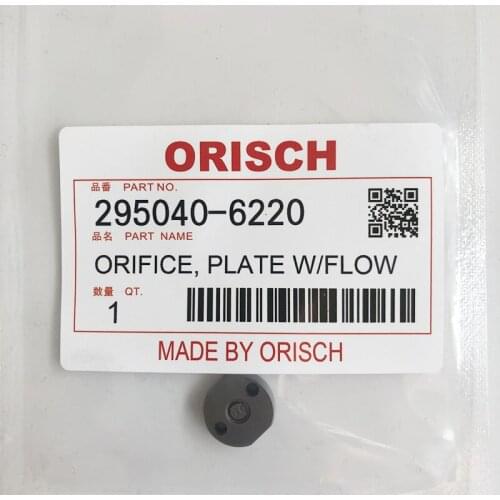 ORISCH
品番 PART NO.
295040-6220
品名 PART NAME
ORIFICE, PLATE W/FLOW
数量 QT.
1
MADE BY ORISCH